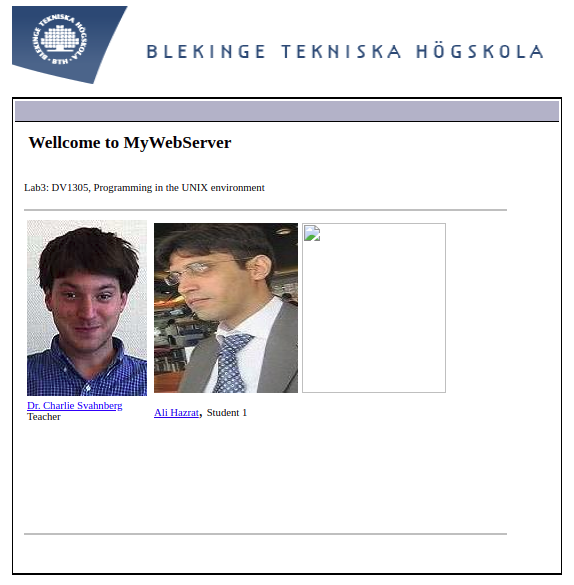 BLEKINGE TEKNISKA HÖGSKOLA
BLEKINGE TEKNISKA HÖGSKOLA
· BTH ·
Wellcome to MyWebServer
Lab3: DV1305, Programming in the UNIX environment
Dr. Charlie Svahnberg
Teacher
Ali Hazrat, Student 1